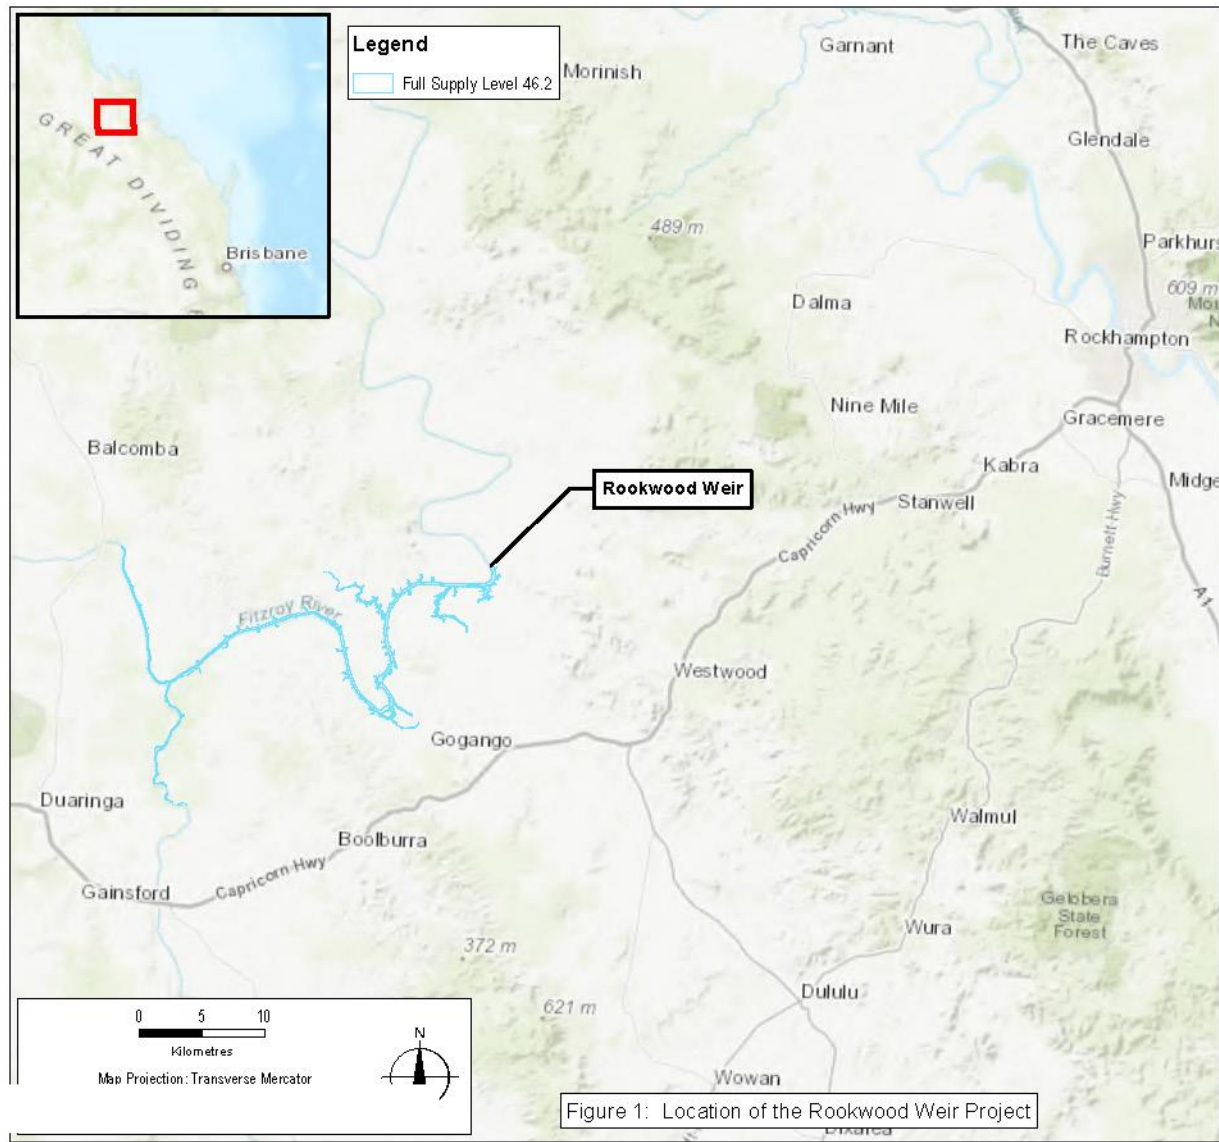 Legend
Full Supply Level 46.2
GREAT DIVIDING
Brisbane
Garnant
The Caves
Morinish
Glendale
489 m
Parkhurs
609 m
Dalma
Rockhampton
Nine Mile
Gracemere
Balcomba
Kabra
Midge
Rookwood Weir
Stanwell
Capricorn Hwy
Burnett Hwy
A1
Fitzroy River
Westwood
Gogango
Duaringa
Walmul
Boolburra
Capricorn Hwy
Gainsford
Gelobera
State
Forest
Wura
372 m
621 m
Dululu
0 5 10
Kilometres
N
Map Projection: Transverse Mercator
Wowan
Figure 1: Location of the Rookwood Weir Project